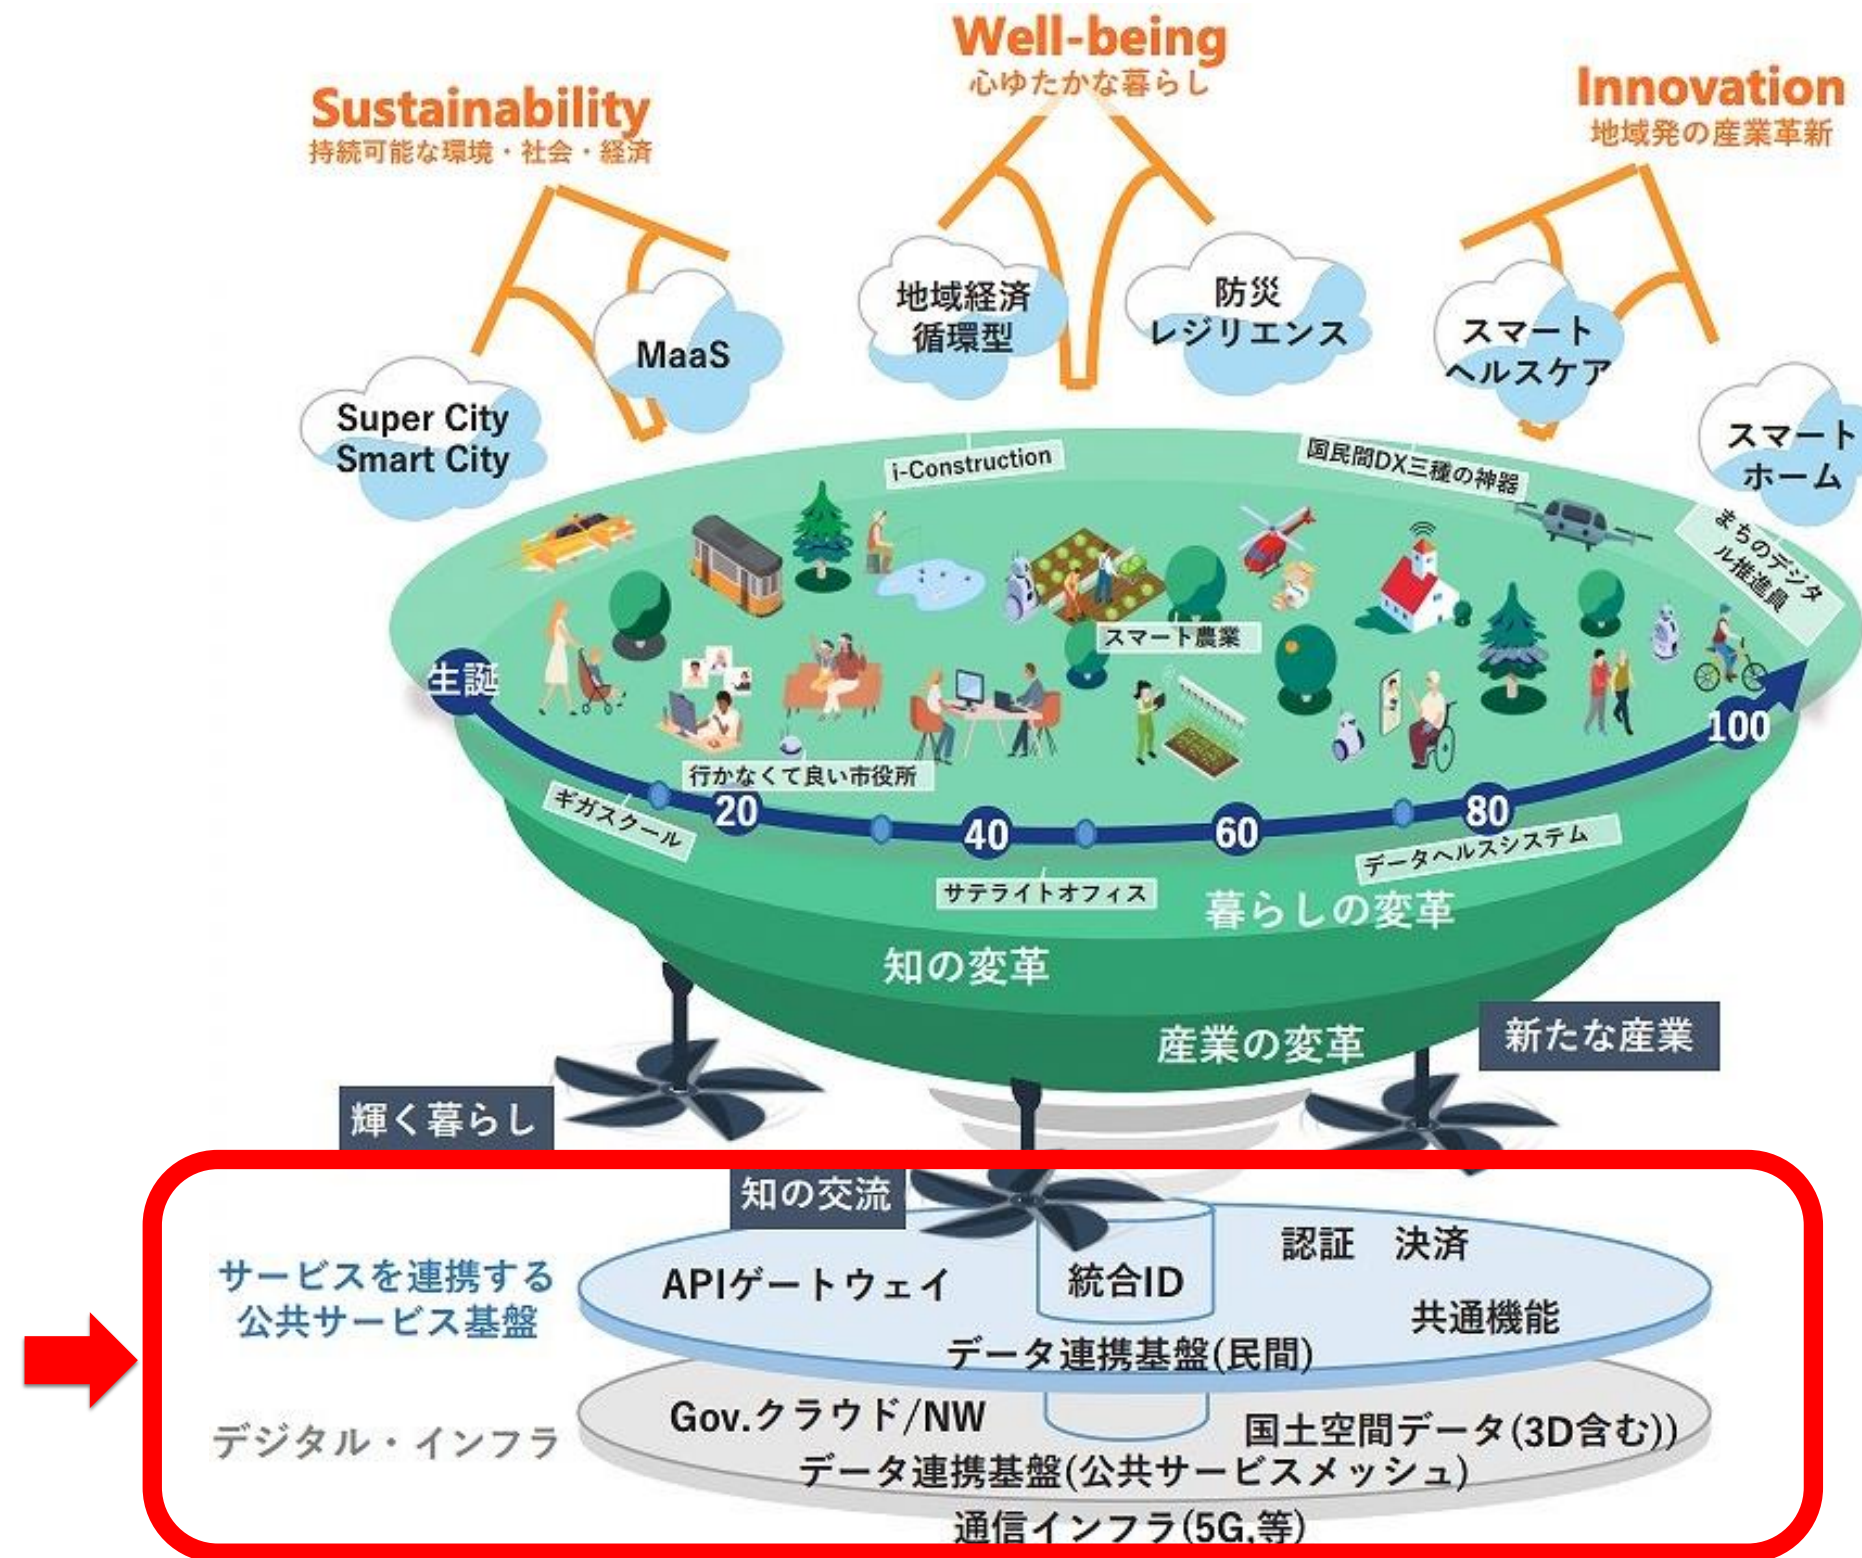 Well-being
心ゆたかな暮らし
Sustainability
持続可能な環境・社会・経済
Innovation
地域発の産業革新
地域経済
循環型
防災
レジリエンス
スマート
ヘルスケア
MaaS
Super City
Smart City
スマート
ホーム
i-Construction
国民間DX三種の神器
まちのデジタ
ル推進員
スマート農業
生誕
行かなくて良い市役所
ギガスクール
20
40
60
80
100
サテライトオフィス
データヘルスシステム
暮らしの変革
知の変革
産業の変革
新たな産業
輝く暮らし
知の交流
サービスを連携する
公共サービス基盤
APIゲートウェイ
統合ID
認証 決済
共通機能
データ連携基盤(民間)
デジタル・インフラ
Gov.クラウド/NW
国土空間データ(3D含む))
データ連携基盤(公共サービスメッシュ)
通信インフラ(5G,等)